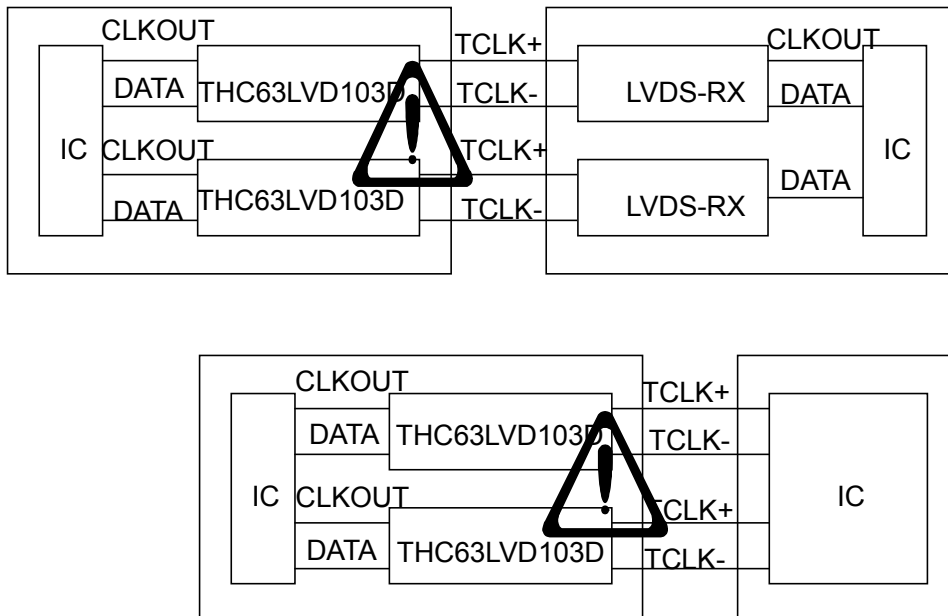 CLKOUT
TCLK+
CLKOUT
DATA
THC63LVD103D
TCLK-
LVDS-RX
DATA
IC
CLKOUT
TCLK+
IC
DATA
THC63LVD103D
DATA
TCLK-
LVDS-RX
CLKOUT
TCLK+
DATA
THC63LVD103D
TCLK-
IC
CLKOUT
TCLK+
IC
DATA
THC63LVD103D
TCLK-